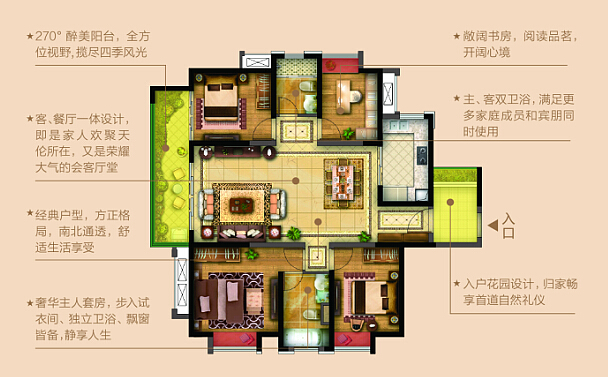 ★270° 醉美阳台，全方
位视野,揽尽四季风光
★客、餐厅一体设计，
即是家人欢聚天
伦所在，又是荣耀
大气的会客厅堂
★经典户型，方正格
局，南北通透，舒
适生活享受
★奢华主人套房，步入试
衣间、独立卫浴、飘窗
皆备,静享人生
★敞阔书房，阅读品茗，
开阔心境
★主、客双卫浴，满足更
多家庭成员和宾朋同
时使用
入口
★入户花园设计，归家畅
享首道自然礼仪